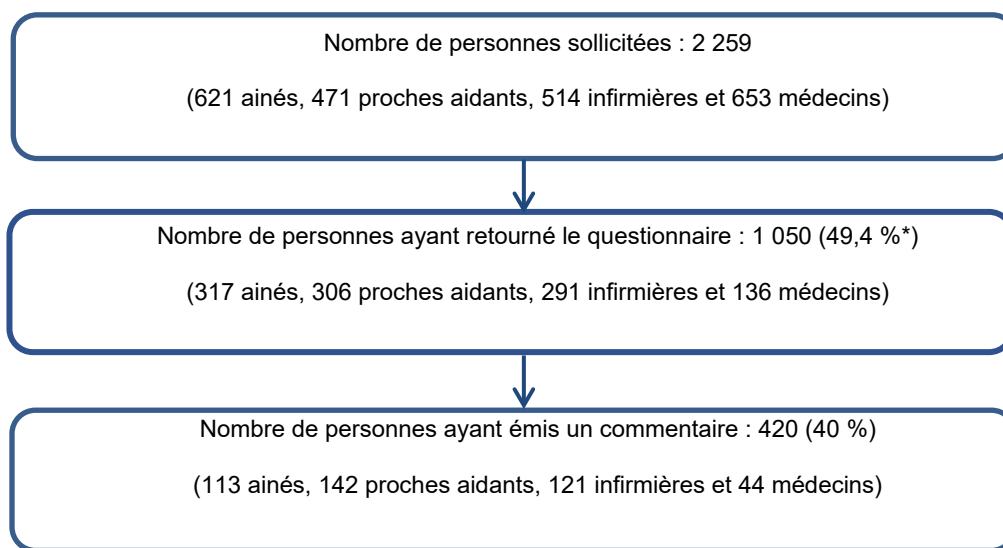 Nombre de personnes sollicitées : 2 259
(621 ainés, 471 proches aidants, 514 infirmières et 653 médecins)
Nombre de personnes ayant retourné le questionnaire : 1 050 (49,4 %*)
(317 ainés, 306 proches aidants, 291 infirmières et 136 médecins)
Nombre de personnes ayant émis un commentaire : 420 (40 %)
(113 ainés, 142 proches aidants, 121 infirmières et 44 médecins)